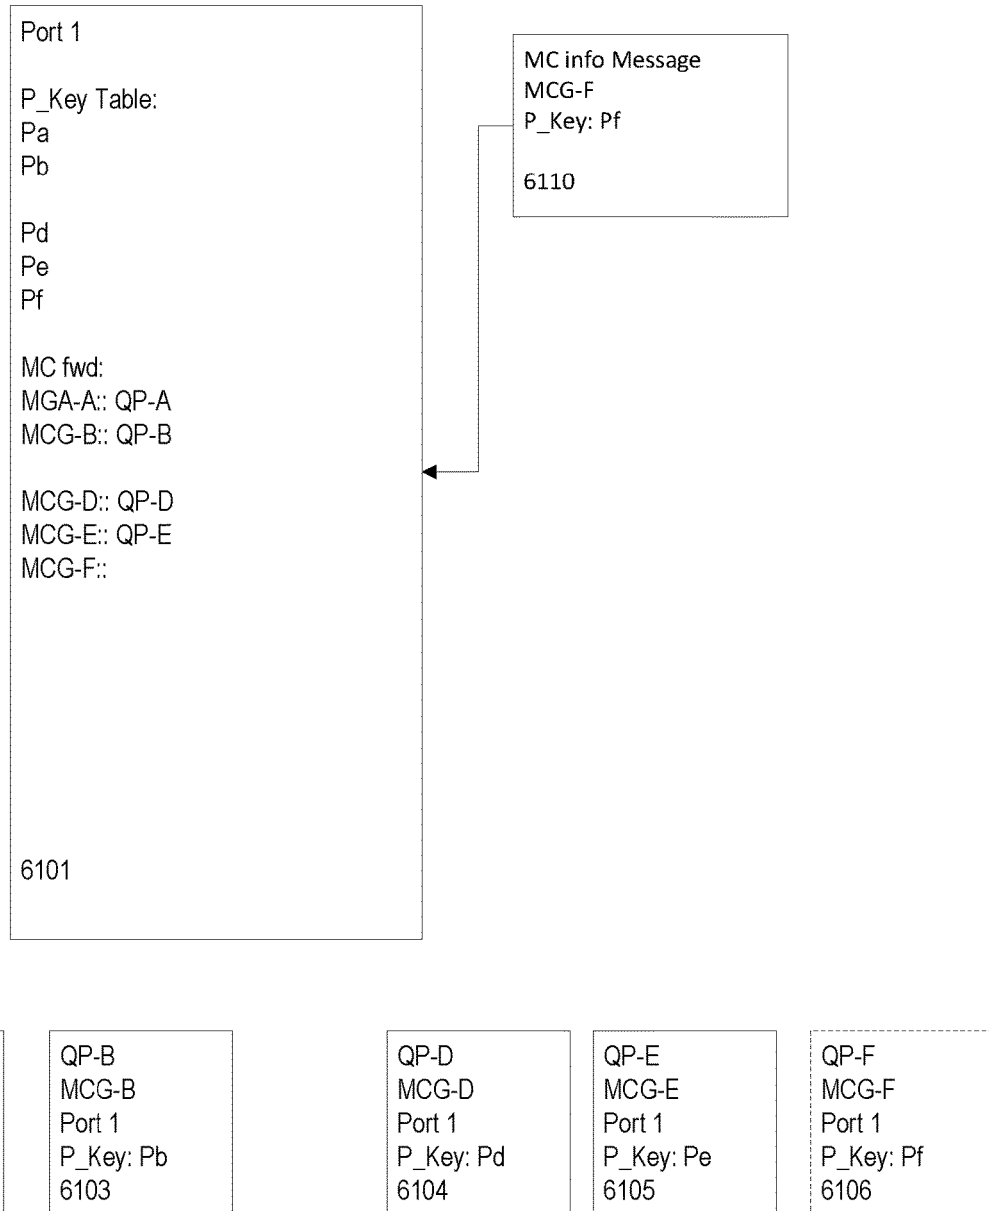 Port 1
P_Key Table:
Pa
Pb
Pd
Pe
Pf
MC fwd:
MGA-A:: QP-A
MCG-B:: QP-B
MCG-D:: QP-D
MCG-E:: QP-E
MCG-F::
6101
MC info Message
MCG-F
P_Key: Pf
6110
QP-B
MCG-B
Port 1
P_Key: Pb
6103
QP-D
MCG-D
Port 1
P_Key: Pd
6104
QP-E
MCG-E
Port 1
P_Key: Pe
6105
QP-F
MCG-F
Port 1
P_Key: Pf
6106